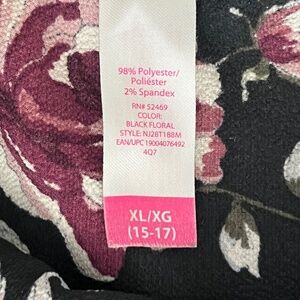 98% Polyester/
Poliéster
2% Spandex
RN# 52469
COLOR:
BLACK FLORAL
STYLE: NJ28T188M
EAN/UPC 19004076492
4Q7
XL/XG
(15-17)